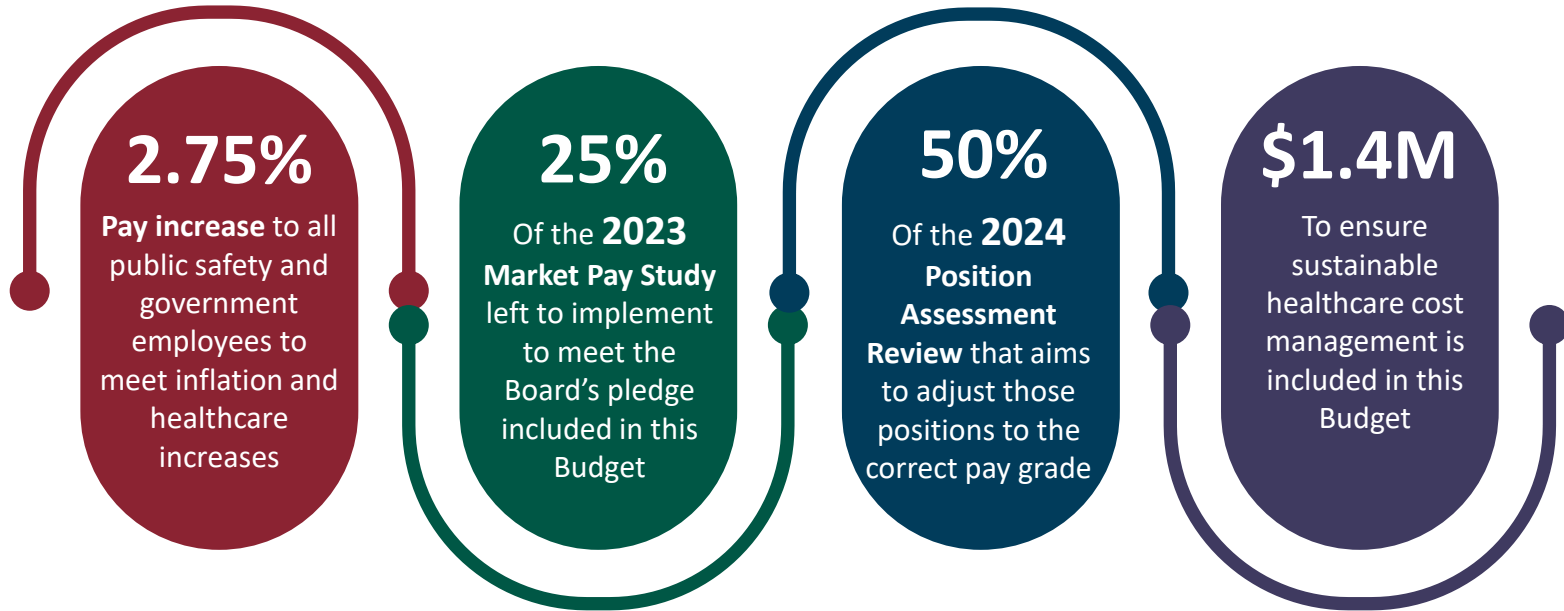 2.75%
Pay increase to all
public safety and
government
employees to
meet inflation and
healthcare
increases
25%
Of the 2023
Market Pay Study
left to implement
to meet the
Board’s pledge
included in this
Budget
50%
Of the 2024
Position
Assessment
Review that aims
to adjust those
positions to the
correct pay grade
$1.4M
To ensure
sustainable
healthcare cost
management is
included in this
Budget